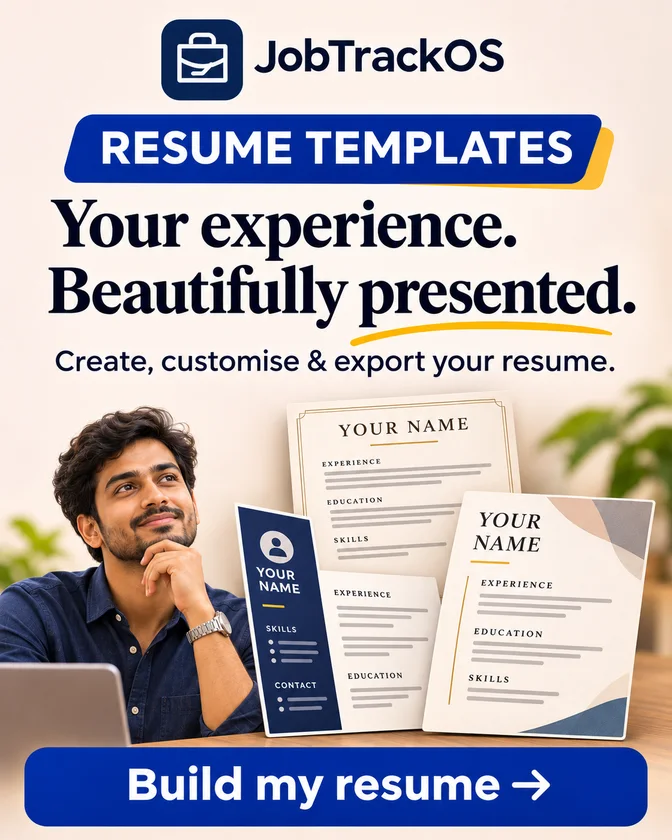 JobTrackOS
RESUME TEMPLATES
Your experience.
Beautifully presented.
Create, customise & export your resume.
YOUR NAME
EXPERIENCE
EDUCATION
SKILLS
YOUR
NAME
SKILLS
CONTACT
EXPERIENCE
EDUCATION
YOUR
NAME
EXPERIENCE
EDUCATION
SKILLS
Build my resume →